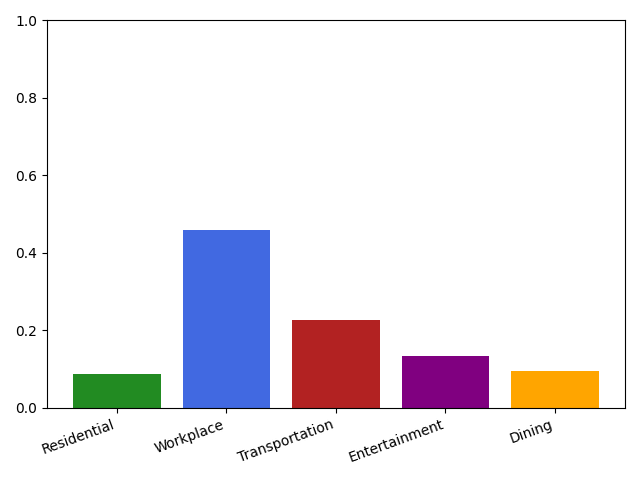 1.0
0.8
0.6
0.4
0.2
0.0
Residential
Workplace
Transportation
Entertainment
Dining